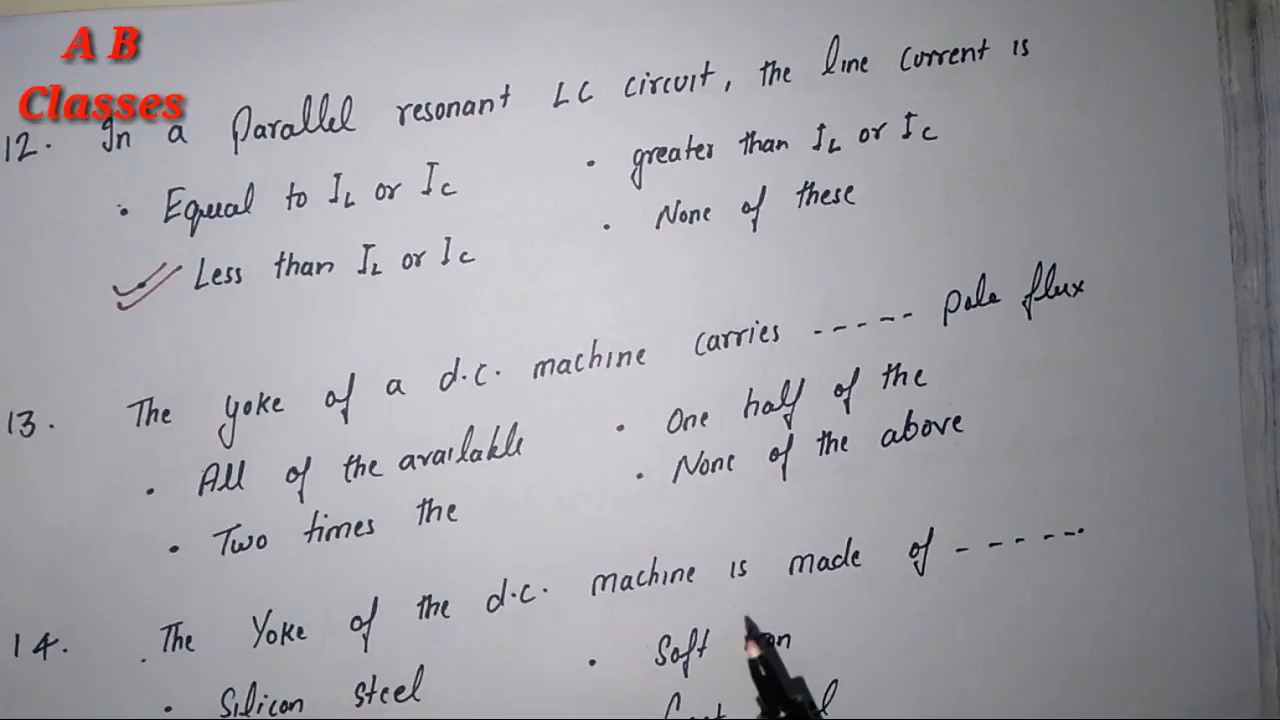 A B
Classes
12. In a parallel resonant LC circuit, the line current is
• Equal to IL or IC
• greater than IL or IC
Less than IL or IC
• None of these
13. The yoke of a d.c. machine carries ----- pole flux
• All of the available
• One half of the
• Two times the
• None of the above
14. The Yoke of the d.c. machine is made of -----.
• Silicon steel
• Soft